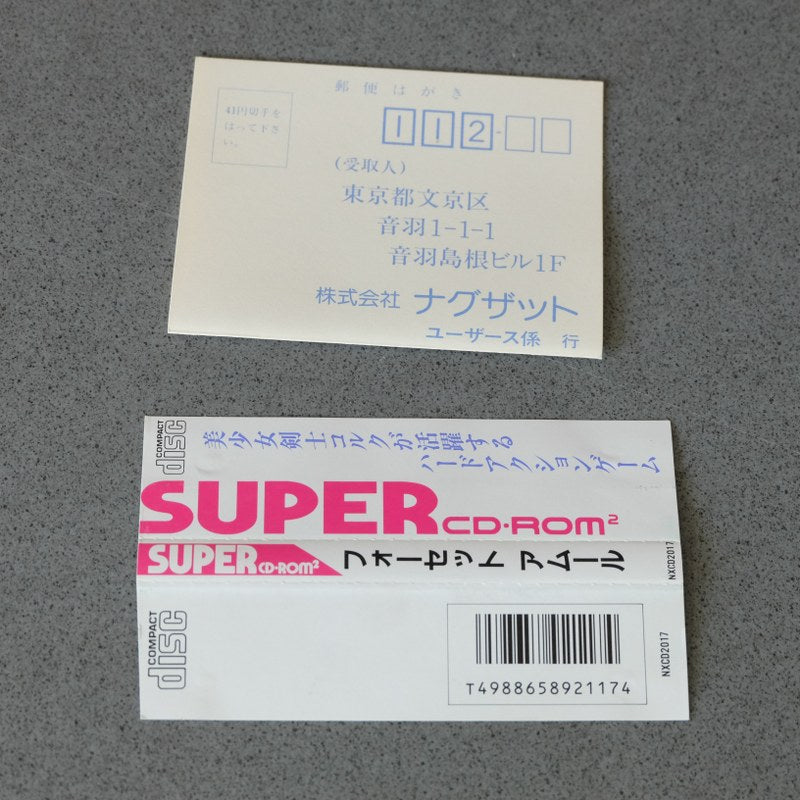 郵便はがき
41円切手を
はって下さ
い。
112-
(受取人)
東京都文京区
音羽1-1-1
音羽島根ビル1F
株式会社 ナグザット
ユーザース係 行
COMPACT
disc
美少女剣士コルクが活躍する
ハードアクションゲーム
SUPER CD-ROM²
SUPER CD-ROM² フォーセット アムール NXCD2017
COMPACT
disc
T4988658921174
NXCD2017